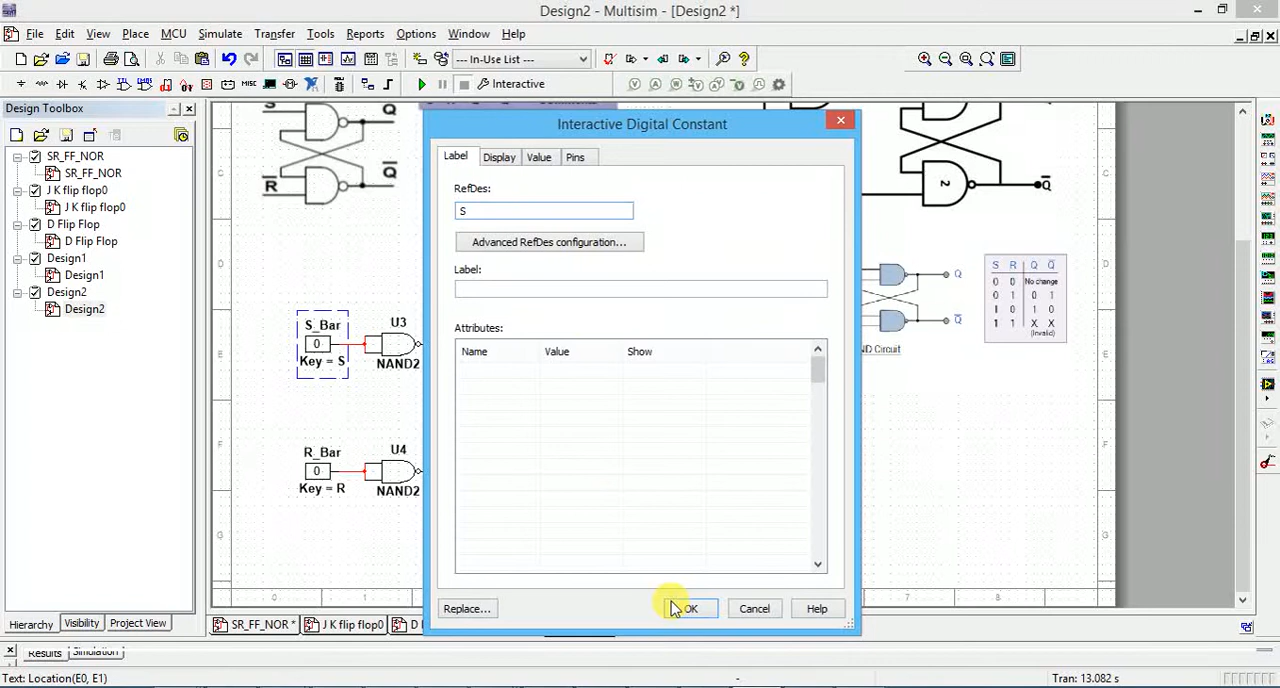 Design2 - Multisim - [Design2 *]
File Edit View Place MCU Simulate Transfer Tools Reports Options Window Help
--- In-Use List ---
Interactive
Design Toolbox
SR_FF_NOR
SR_FF_NOR
J K flip flop0
J K flip flop0
D Flip Flop
D Flip Flop
Design1
Design1
Design2
Design2
Hierarchy Visibility Project View
S Q
R Q
S_Bar
0
Key = S
U3
NAND2
R_Bar
0
Key = R
U4
NAND2
Interactive Digital Constant
Label Display Value Pins
RefDes:
S
Advanced RefDes configuration...
Label:
Attributes:
Name Value Show
Replace... OK Cancel Help
2
Q
Q
Q
ND Circuit
S R Q Q
0 0 No change
0 1 0 1
1 0 1 0
1 1 X X
(invalid)
C
D
E
F
G
C
D
E
F
G
0 1 7 8
SR_FF_NOR * J K flip flop0 D
Results Simulation
Text: Location(E0, E1) - Tran: 13.082 s